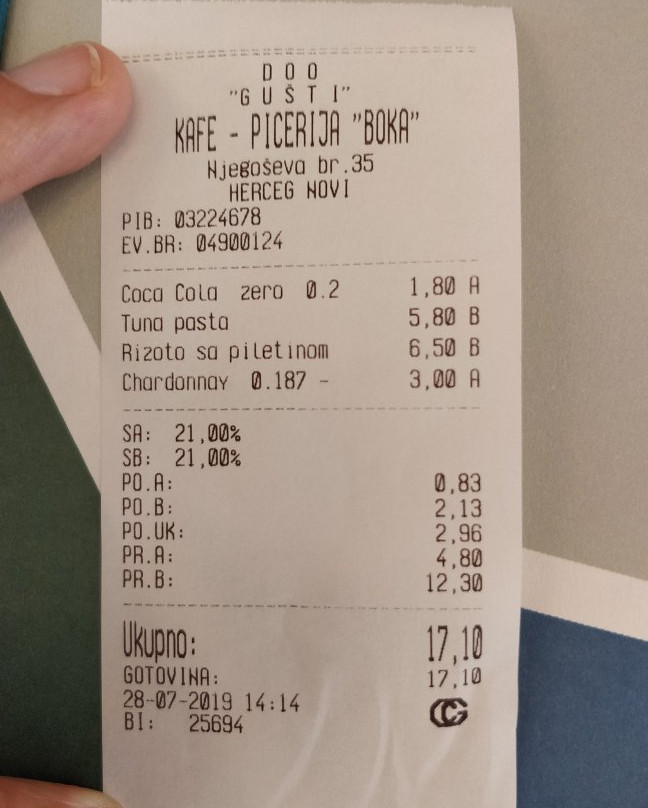 D O O
"G U Š T I"
KAFE - PICERIJA "BOKA"
Njegoševa br.35
HERCEG NOVI
PIB: 03224678
EV.BR: 04900124
Coca Cola zero 0.2 1,80 A
Tuna pasta 5,80 B
Rizoto sa piletinom 6,50 B
Chardonnay 0.187 - 3,00 A
SA: 21,00%
SB: 21,00%
PO.A: 0,83
PO.B: 2,13
PO.UK: 2,96
PR.A: 4,80
PR.B: 12,30
Ukupno: 17,10
GOTOVINA: 17,10
28-07-2019 14:14
BI: 25694